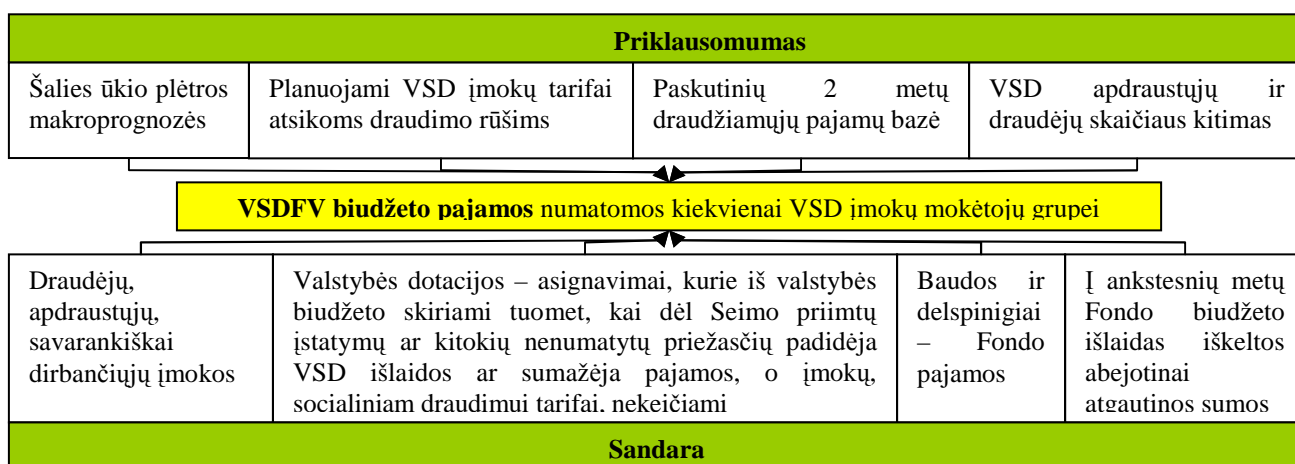 Priklausomumas
Šalies ūkio plėtros
makroprognozės
Planuojami VSD įmokų tarifai
atsikoms draudimo rūšims
Paskutinių 2 metų
draudžiamųjų pajamų bazė
VSD apdraustųjų ir
draudėjų skaičiaus kitimas
VSDFV biudžeto pajamos numatomos kiekvienai VSD įmokų mokėtojų grupei
Draudėjų,
apdraustųjų,
savarankiškai
dirbančiųjų įmokos
Valstybės dotacijos – asignavimai, kurie iš valstybės
biudžeto skiriami tuomet, kai dėl Seimo priimtų
įstatymų ar kitokių nenumatytų priežasčių padidėja
VSD išlaidos ar sumažėja pajamos, o įmokų,
socialiniam draudimui tarifai. nekeičiami
Baudos ir
delspinigiai
– Fondo
pajamos
Į ankstesnių metų
Fondo biudžeto
išlaidas iškeltos
abejotinai
atgautinos sumos
Sandara